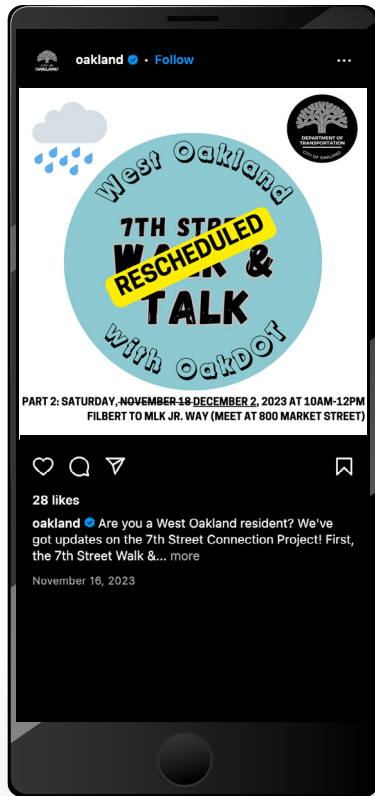 CITY OF
OAKLAND
oakland • Follow
DEPARTMENT OF
TRANSPORTATION
CITY OF OAKLAND
West Oakland
7TH STREET
WALK &
RESCHEDULED
TALK
with OakDOT
PART 2: SATURDAY, NOVEMBER 18 DECEMBER 2, 2023 AT 10AM-12PM
FILBERT TO MLK JR. WAY (MEET AT 800 MARKET STREET)
28 likes
oakland Are you a West Oakland resident? We've
got updates on the 7th Street Connection Project! First,
the 7th Street Walk &... more
November 16, 2023